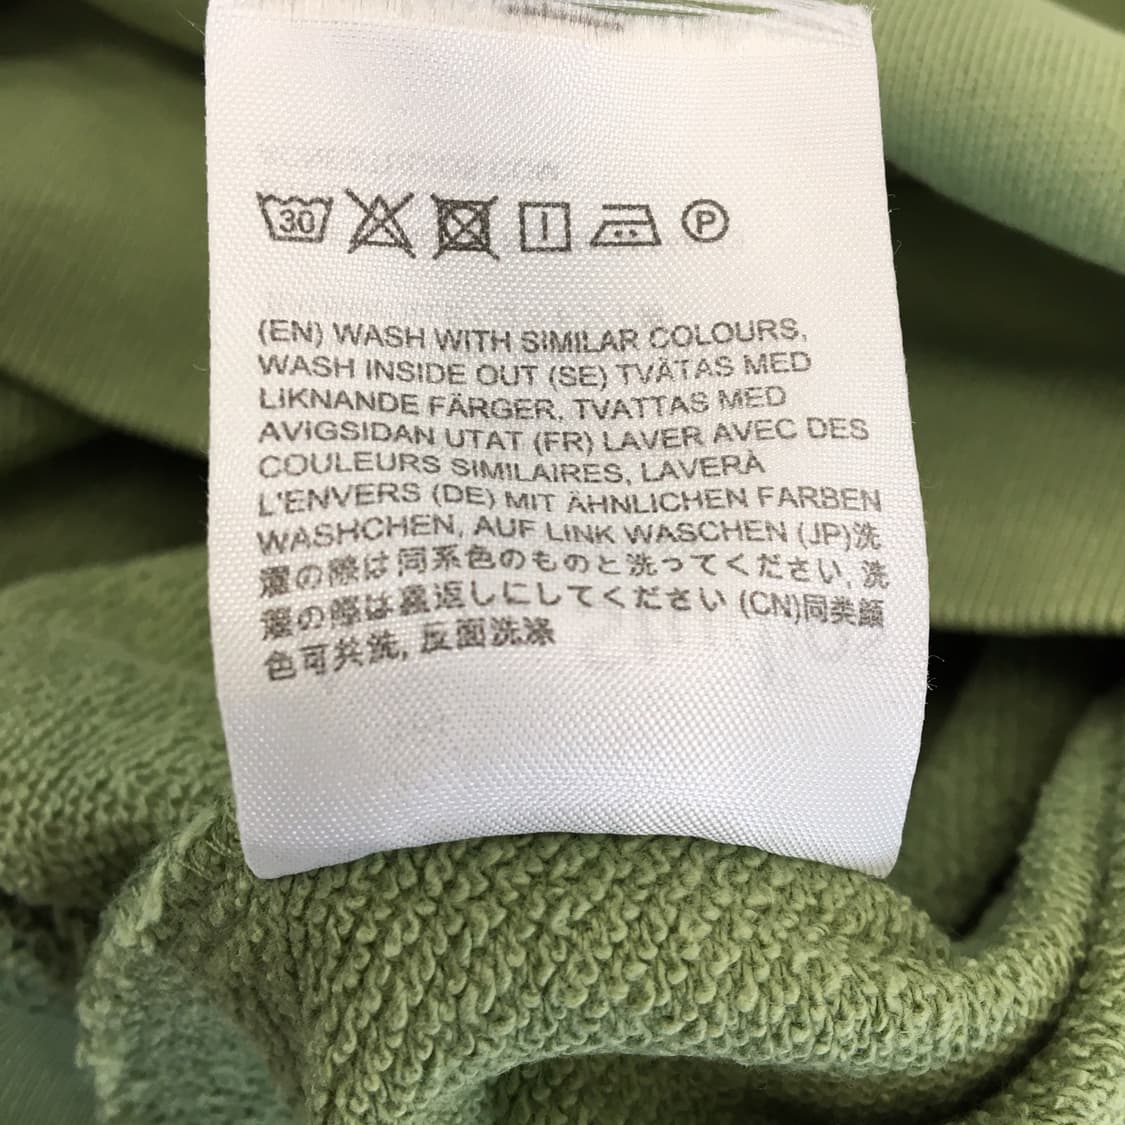 30
P
(EN) WASH WITH SIMILAR COLOURS,
WASH INSIDE OUT (SE) TVÄTAS MED
LIKNANDE FÄRGER, TVATTAS MED
AVIGSIDAN UTAT (FR) LAVER AVEC DES
COULEURS SIMILAIRES, LAVERÀ
L'ENVERS (DE) MIT ÄHNLICHEN FARBEN
WASHCHEN, AUF LINK WASCHEN (JP)洗
濯の際は同系色のものと洗ってください, 洗
濯の際は裏返しにしてください (CN)同类颜
色可共洗, 反面洗涤